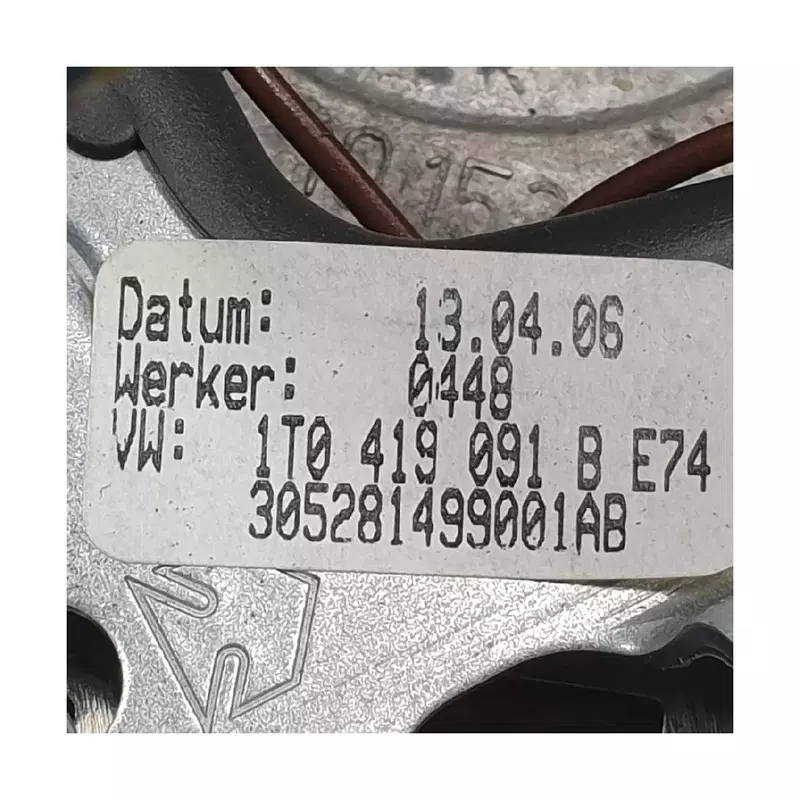 Datum: 13.04.06
Werker: 0448
VW: 1T0 419 091 B E74
305281499001AB